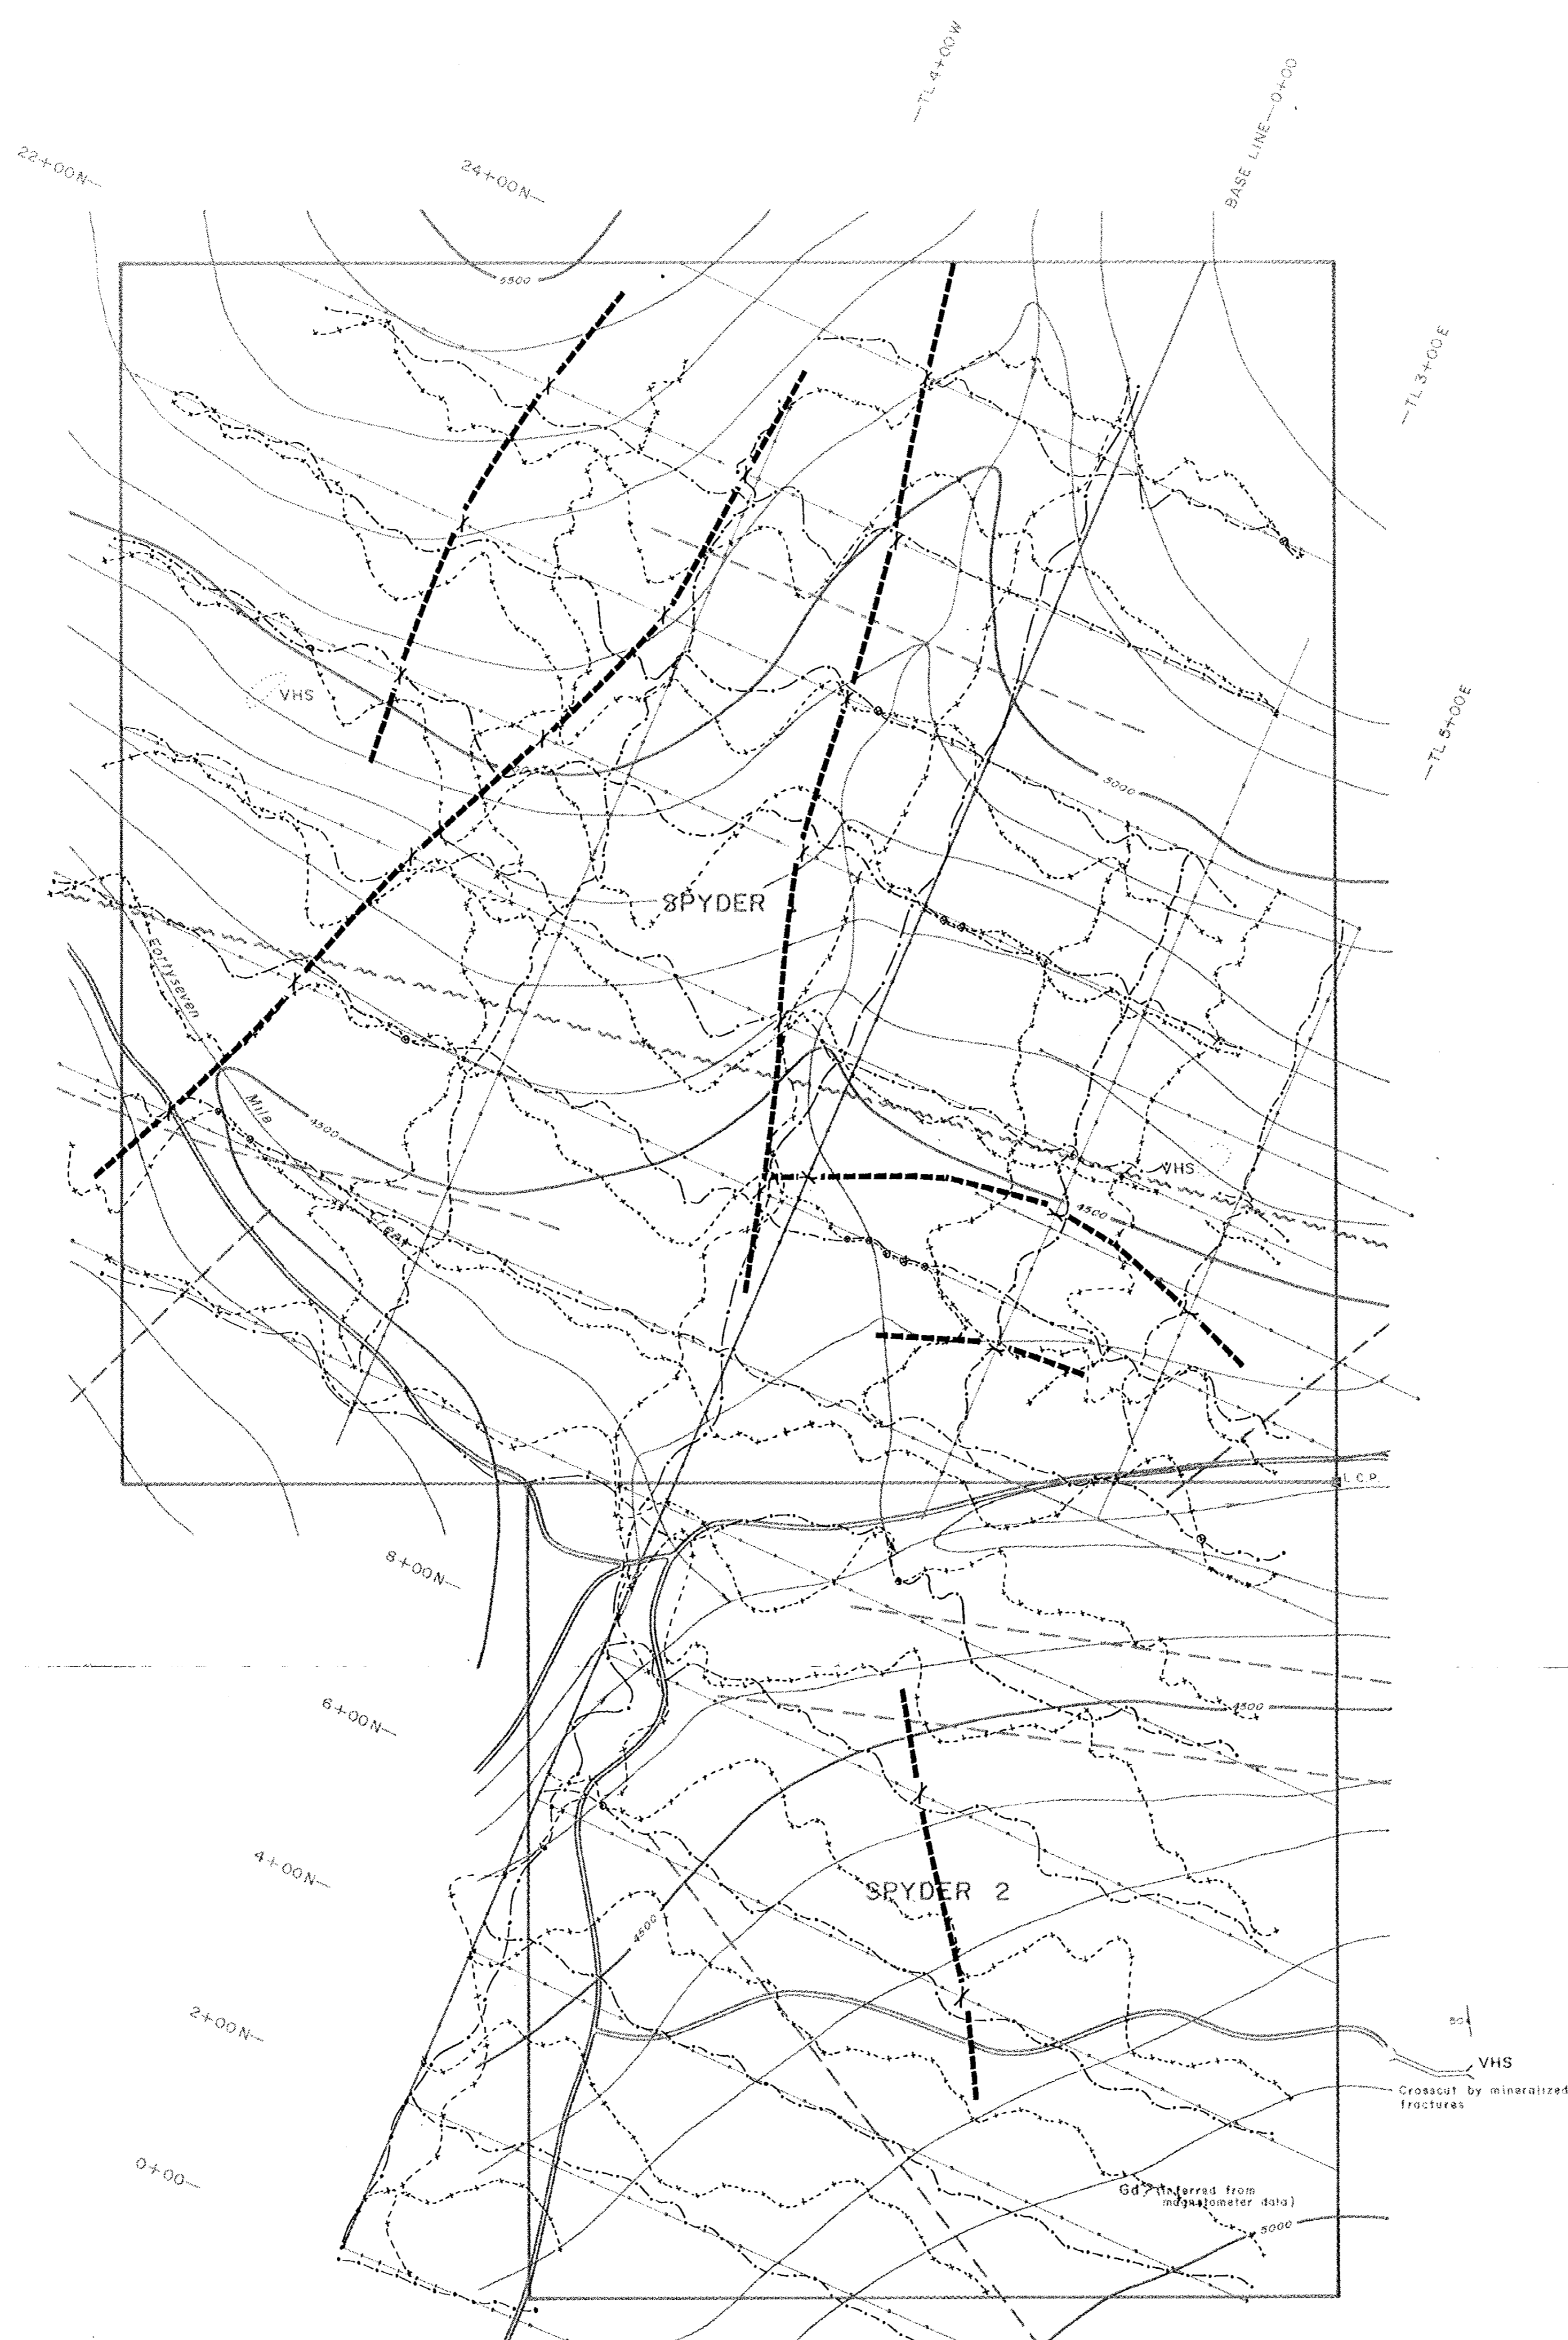 TL 4+00W
BASE LINE—0+00
22+00N—
24+00N—
5500
—TL 3+00E
—TL 5+00E
VHS
5000
SPYDER
Fortyseven
Mile
4500
VHS
4500
L.C.P.
8+00N—
6+00N—
4500
4+00N—
SPYDER 2
4500
2+00N—
VHS
Crosscut by mineralized
fractures
0+00—
Gd? (Inferred from
magnetometer data)
5000